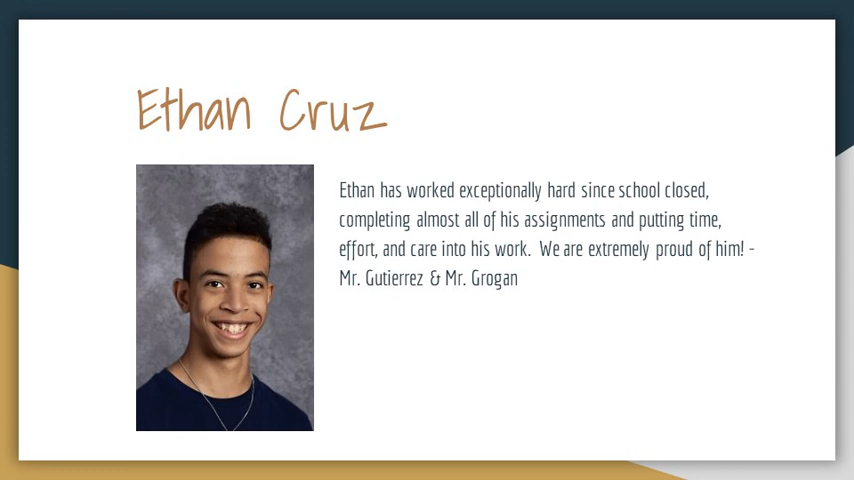 Ethan Cruz
Ethan has worked exceptionally hard since school closed,
completing almost all of his assignments and putting time,
effort, and care into his work.  We are extremely proud of him! -
Mr. Gutierrez & Mr. Grogan